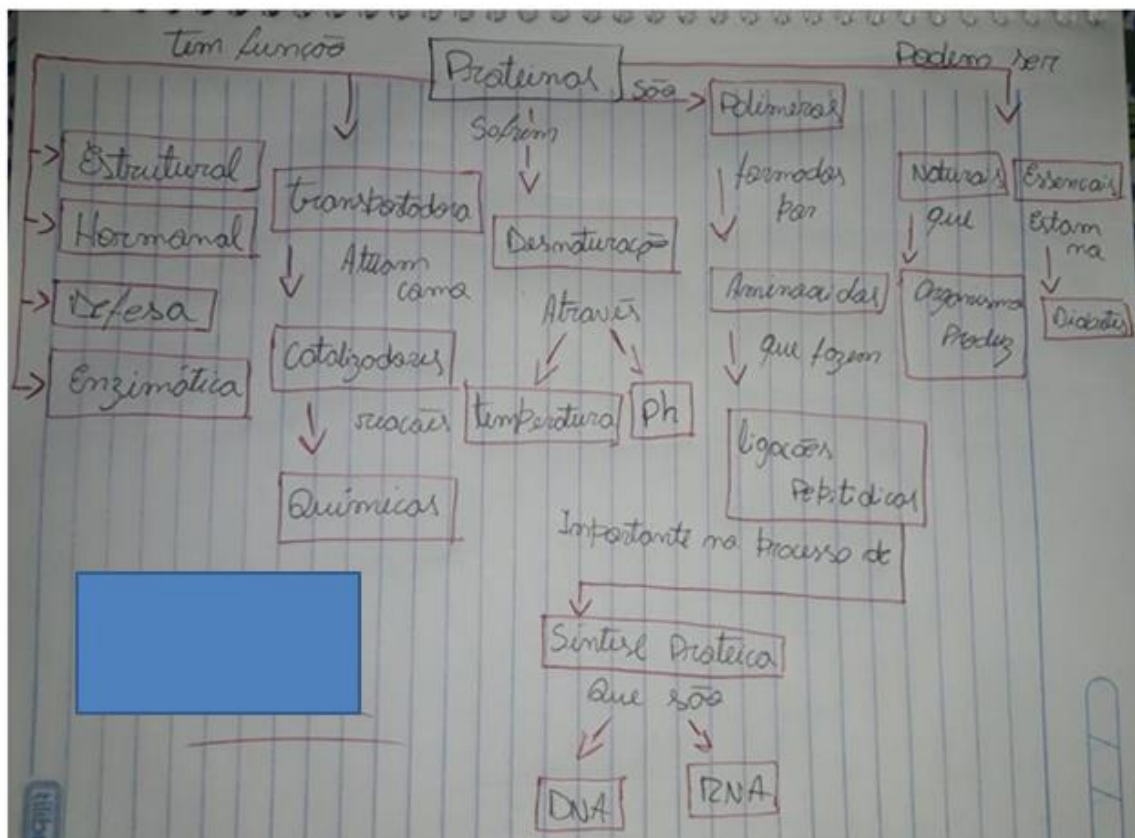 tem função
Proteínas
são
Podem ser
Polímeros
Sofrem
Estrutural
Hormonal
Defesa
Enzimática
transportadora
Atuam
como
Catalizadores
reações
Químicas
Desnaturação
Através
temperatura
Ph
formados
por
Aminoácidos
que fazem
ligações
Pepitidicas
Importante no processo de
Síntese Proteica
Que são
DNA
RNA
Naturais
que
Organismo
Produz
Essencais
Estam
na
Diabetes